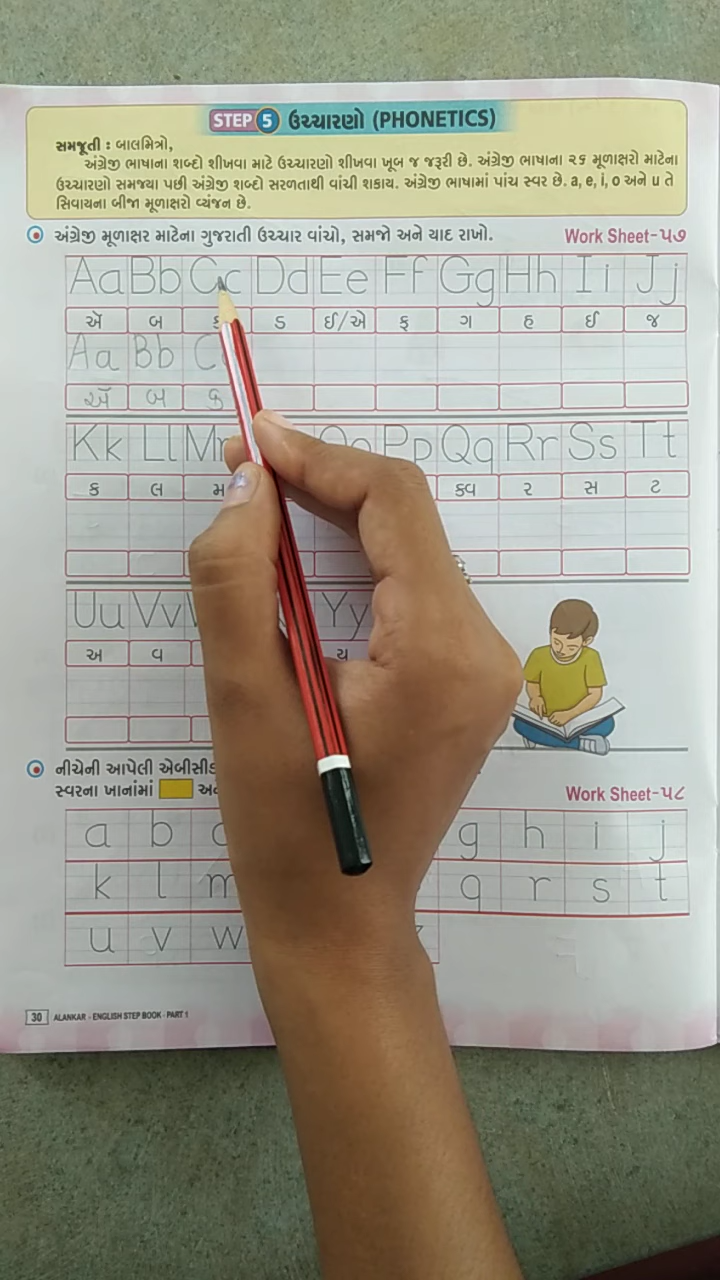 STEP 5 ઉચ્ચારણો (PHONETICS)
સમજૂતી : બાલમિત્રો,
અંગ્રેજી ભાષાના શબ્દો શીખવા માટે ઉચ્ચારણો શીખવા ખૂબ જ જરૂરી છે. અંગ્રેજી ભાષાના ૨૬ મૂળાક્ષરો માટેના
ઉચ્ચારણો સમજ્યા પછી અંગ્રેજી શબ્દો સરળતાથી વાંચી શકાય. અંગ્રેજી ભાષામાં પાંચ સ્વર છે. a, e, i, o અને u તે
સિવાયના બીજા મૂળાક્ષરો વ્યંજન છે.
અંગ્રેજી મૂળાક્ષર માટેના ગુજરાતી ઉચ્ચાર વાંચો, સમજો અને યાદ રાખો. Work Sheet-૫૭
Aa Bb Cc Dd Ee Ff Gg Hh Ii Jj
ઍ બ ક ડ ઈ/એ ફ ગ હ ઈ જ
Aa Bb C
ઍ બ ક
Kk Ll Mm Pp Qq Rr Ss Tt
ક લ મ ક્વ ર સ ટ
Uu Vv Yy
અ વ ય
નીચેની આપેલી
સ્વરના ખાનાંમાં Work Sheet-૫૮
a b c g h i j
k l m q r s t
u v w
30 ALANKAR - ENGLISH STEP BOOK - PART 1